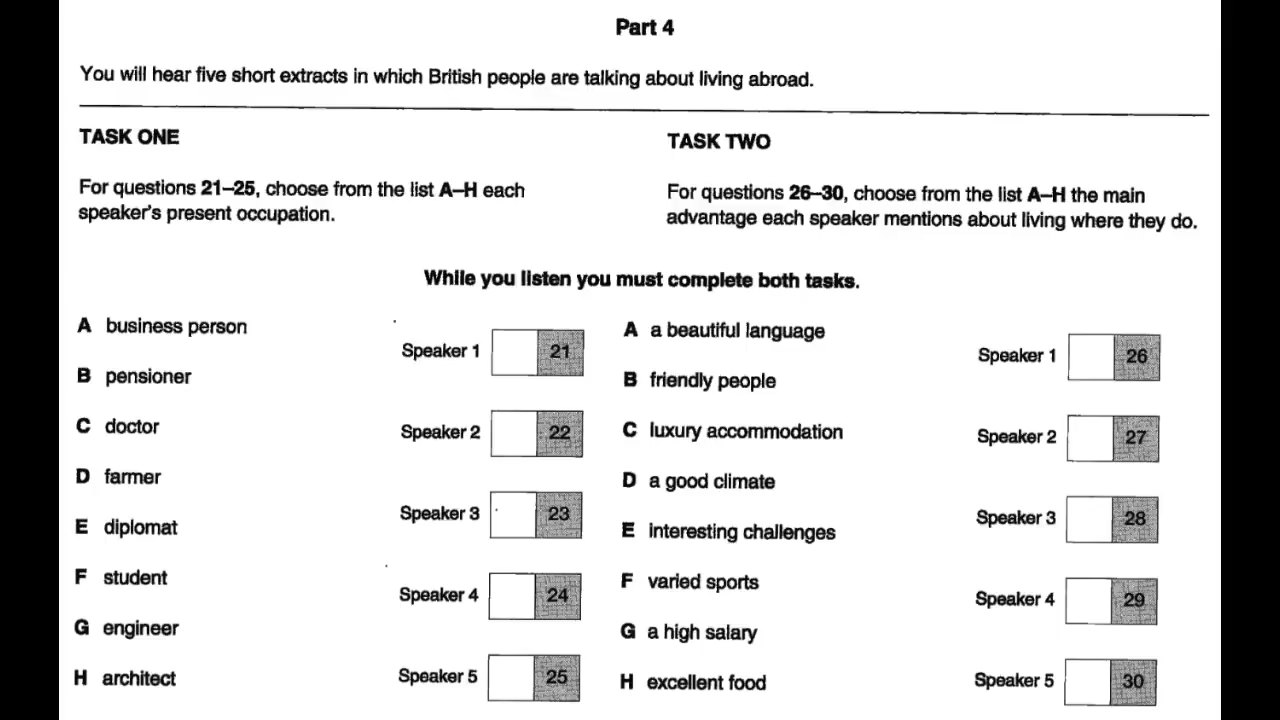 Part 4
You will hear five short extracts in which British people are talking about living abroad.
TASK ONE
For questions 21–25, choose from the list A–H each
speaker's present occupation.
TASK TWO
For questions 26–30, choose from the list A–H the main
advantage each speaker mentions about living where they do.
While you listen you must complete both tasks.
A business person
B pensioner
C doctor
D farmer
E diplomat
F student
G engineer
H architect
Speaker 1 21
Speaker 2 22
Speaker 3 23
Speaker 4 24
Speaker 5 25
A a beautiful language
B friendly people
C luxury accommodation
D a good climate
E interesting challenges
F varied sports
G a high salary
H excellent food
Speaker 1 26
Speaker 2 27
Speaker 3 28
Speaker 4 29
Speaker 5 30